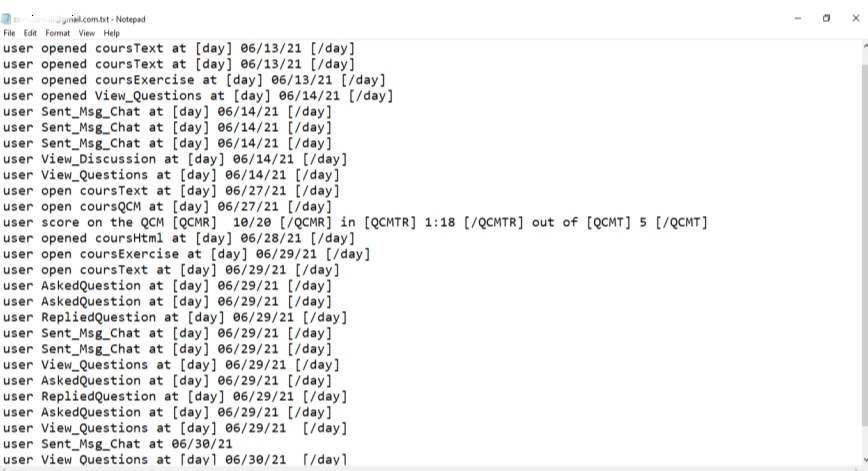 gmail.com.txt - Notepad
File Edit Format View Help
user opened coursText at [day] 06/13/21 [/day]
user opened coursText at [day] 06/13/21 [/day]
user opened coursExercise at [day] 06/13/21 [/day]
user opened View_Questions at [day] 06/14/21 [/day]
user Sent_Msg_Chat at [day] 06/14/21 [/day]
user Sent_Msg_Chat at [day] 06/14/21 [/day]
user Sent_Msg_Chat at [day] 06/14/21 [/day]
user View_Discussion at [day] 06/14/21 [/day]
user View_Questions at [day] 06/14/21 [/day]
user open coursText at [day] 06/27/21 [/day]
user open coursQCM at [day] 06/27/21 [/day]
user score on the QCM [QCMR]  10/20 [/QCMR] in [QCMTR] 1:18 [/QCMTR] out of [QCMT] 5 [/QCMT]
user opened coursHtml at [day] 06/28/21 [/day]
user open coursExercise at [day] 06/29/21 [/day]
user open coursText at [day] 06/29/21 [/day]
user AskedQuestion at [day] 06/29/21 [/day]
user AskedQuestion at [day] 06/29/21 [/day]
user RepliedQuestion at [day] 06/29/21 [/day]
user Sent_Msg_Chat at [day] 06/29/21 [/day]
user Sent_Msg_Chat at [day] 06/29/21 [/day]
user View_Questions at [day] 06/29/21 [/day]
user AskedQuestion at [day] 06/29/21 [/day]
user RepliedQuestion at [day] 06/29/21 [/day]
user AskedQuestion at [day] 06/29/21 [/day]
user View_Questions at [day] 06/29/21  [/day]
user Sent_Msg_Chat at 06/30/21
user View Questions at [day] 06/30/21  [/day]